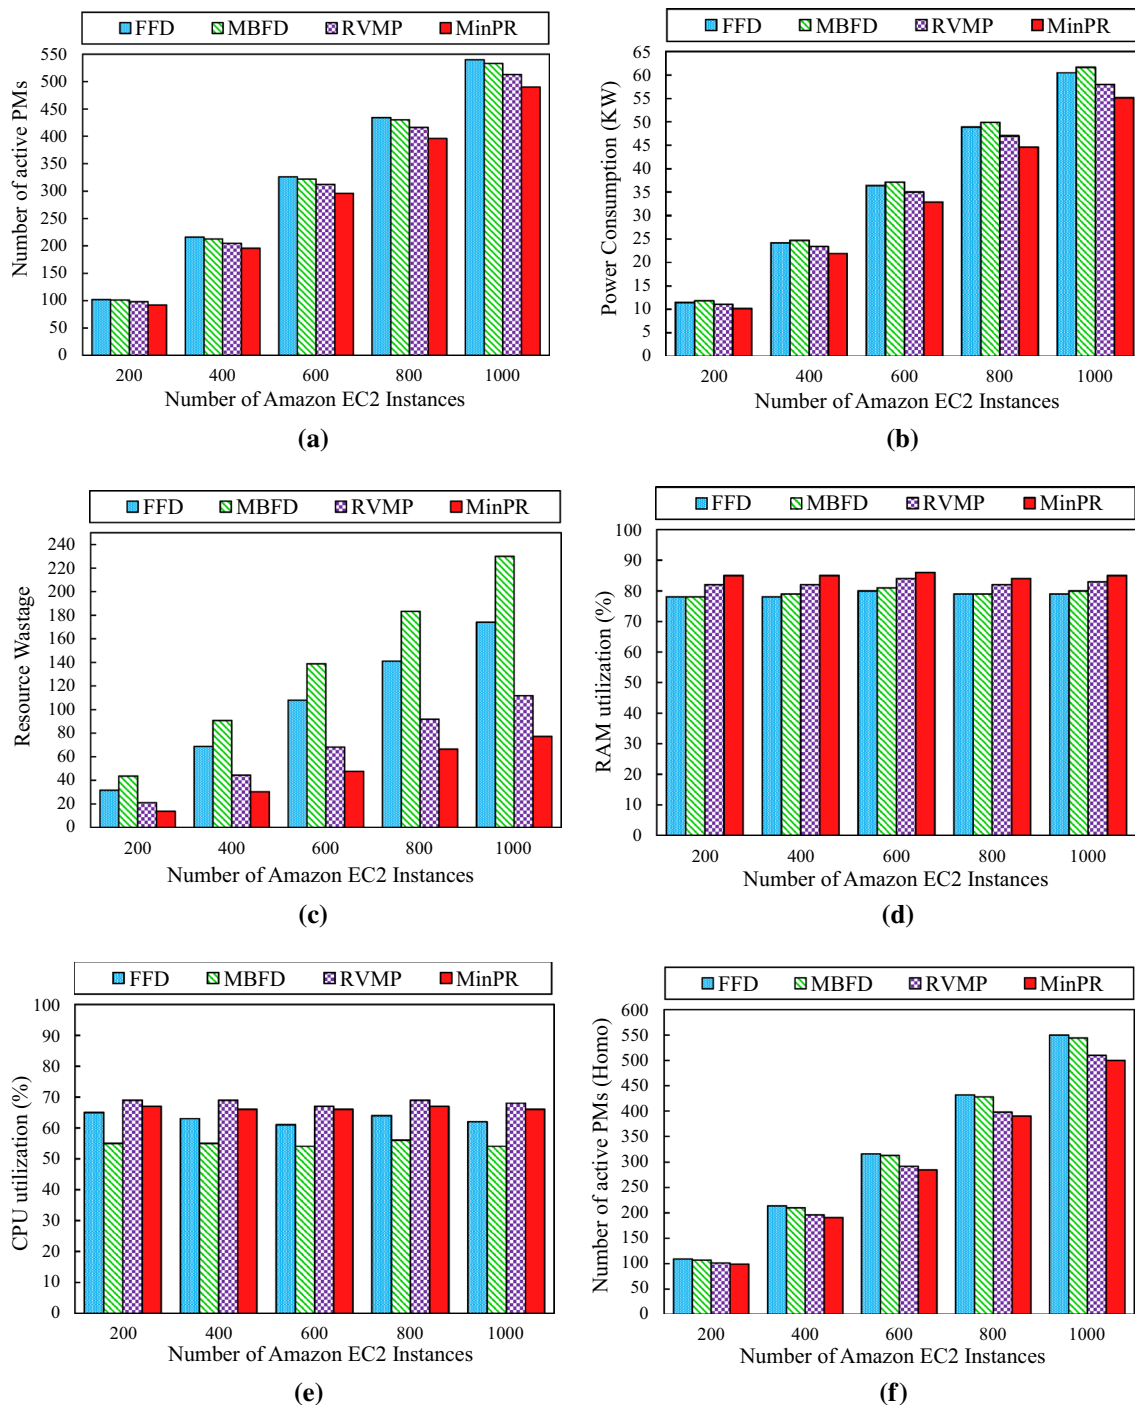 FFD MBFD RVMP MinPR
Number of active PMs
550
500
450
400
350
300
250
200
150
100
50
0
200 400 600 800 1000
Number of Amazon EC2 Instances
(a)
FFD MBFD RVMP MinPR
Power Consumption (KW)
65
60
55
50
45
40
35
30
25
20
15
10
5
0
200 400 600 800 1000
Number of Amazon EC2 Instances
(b)
FFD MBFD RVMP MinPR
Resource Wastage
240
220
200
180
160
140
120
100
80
60
40
20
0
200 400 600 800 1000
Number of Amazon EC2 Instances
(c)
FFD MBFD RVMP MinPR
RAM utilization (%)
100
90
80
70
60
50
40
30
20
10
0
200 400 600 800 1000
Number of Amazon EC2 Instances
(d)
FFD MBFD RVMP MinPR
CPU utilization (%)
100
90
80
70
60
50
40
30
20
10
0
200 400 600 800 1000
Number of Amazon EC2 Instances
(e)
FFD MBFD RVMP MinPR
Number of active PMs (Homo)
600
550
500
450
400
350
300
250
200
150
100
50
0
200 400 600 800 1000
Number of Amazon EC2 Instances
(f)